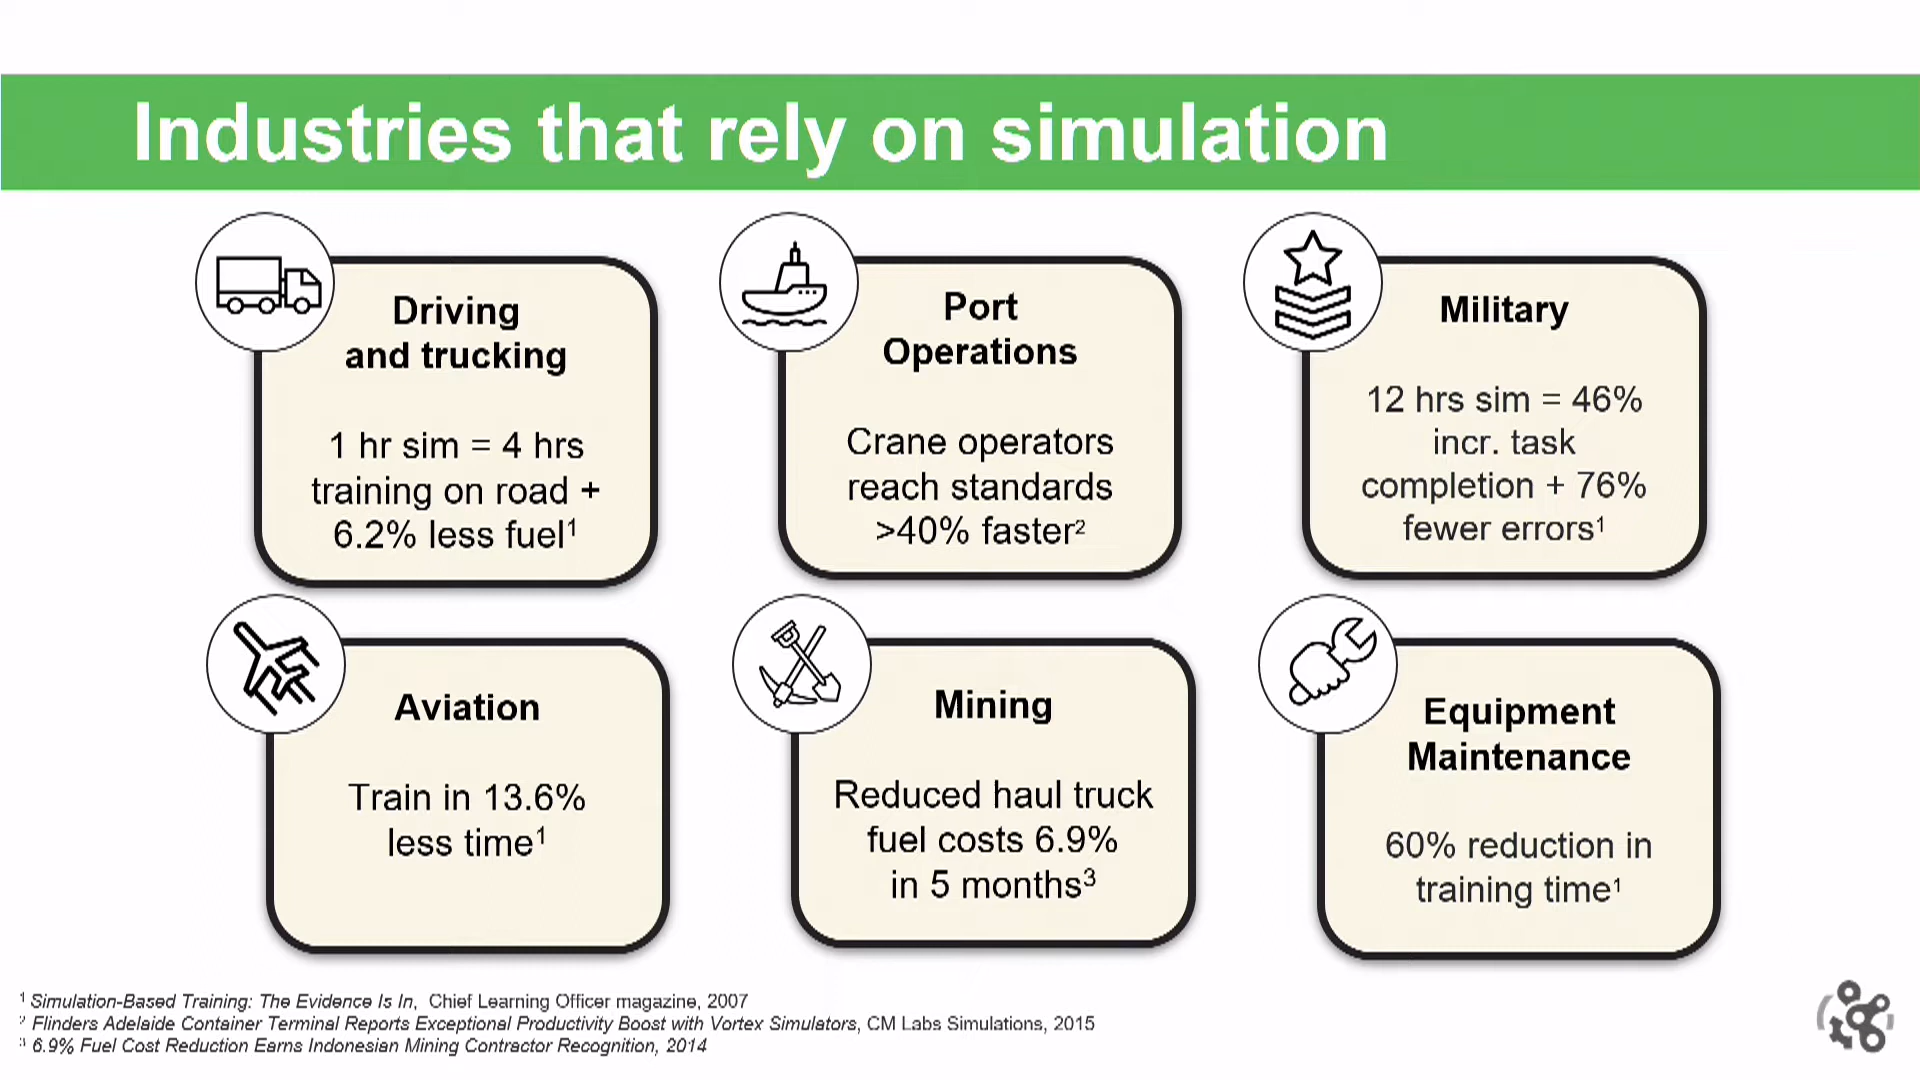 Industries that rely on simulation
Driving
and trucking
1 hr sim = 4 hrs
training on road +
6.2% less fuel¹
Port
Operations
Crane operators
reach standards
>40% faster²
Military
12 hrs sim = 46%
incr. task
completion + 76%
fewer errors¹
Aviation
Train in 13.6%
less time¹
Mining
Reduced haul truck
fuel costs 6.9%
in 5 months³
Equipment
Maintenance
60% reduction in
training time¹
¹ Simulation-Based Training: The Evidence Is In, Chief Learning Officer magazine, 2007
² Flinders Adelaide Container Terminal Reports Exceptional Productivity Boost with Vortex Simulators, CM Labs Simulations, 2015
³ 6.9% Fuel Cost Reduction Earns Indonesian Mining Contractor Recognition, 2014